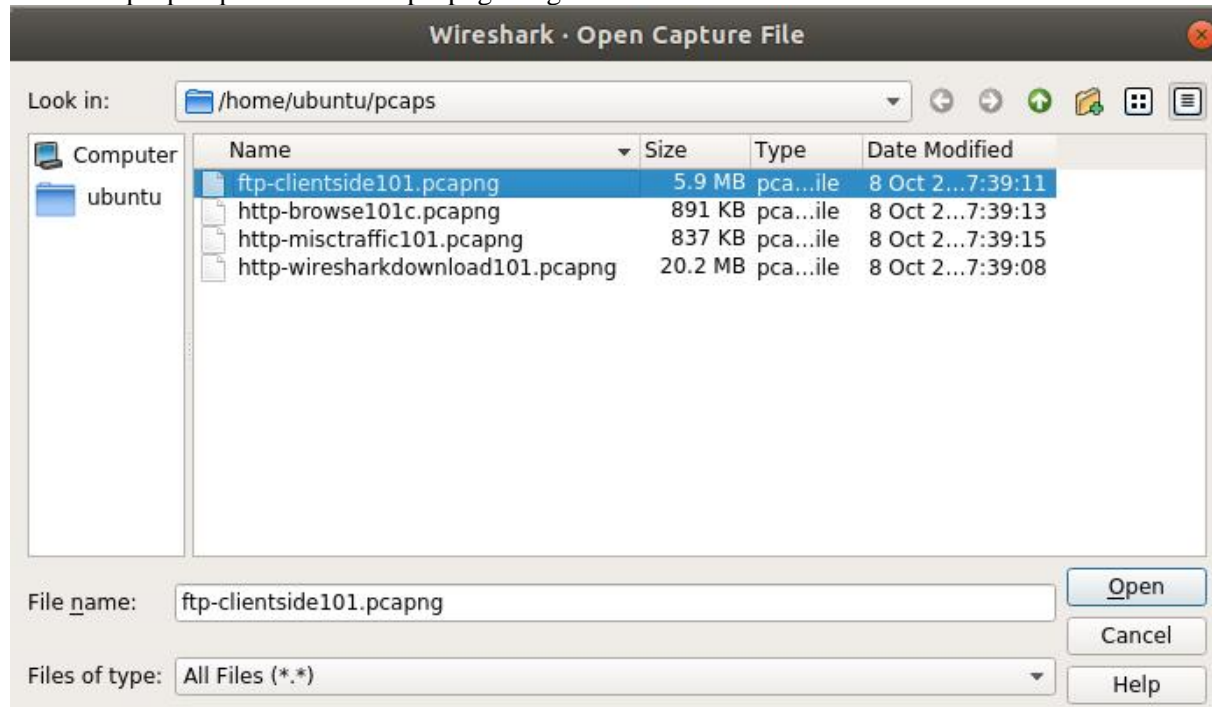 Wireshark · Open Capture File
Look in: /home/ubuntu/pcaps
Computer
ubuntu
Name Size Type Date Modified
ftp-clientside101.pcapng 5.9 MB pca...ile 8 Oct 2...7:39:11
http-browse101c.pcapng 891 KB pca...ile 8 Oct 2...7:39:13
http-misctraffic101.pcapng 837 KB pca...ile 8 Oct 2...7:39:15
http-wiresharkdownload101.pcapng 20.2 MB pca...ile 8 Oct 2...7:39:08
File name: ftp-clientside101.pcapng
Open
Cancel
Files of type: All Files (*.*)
Help